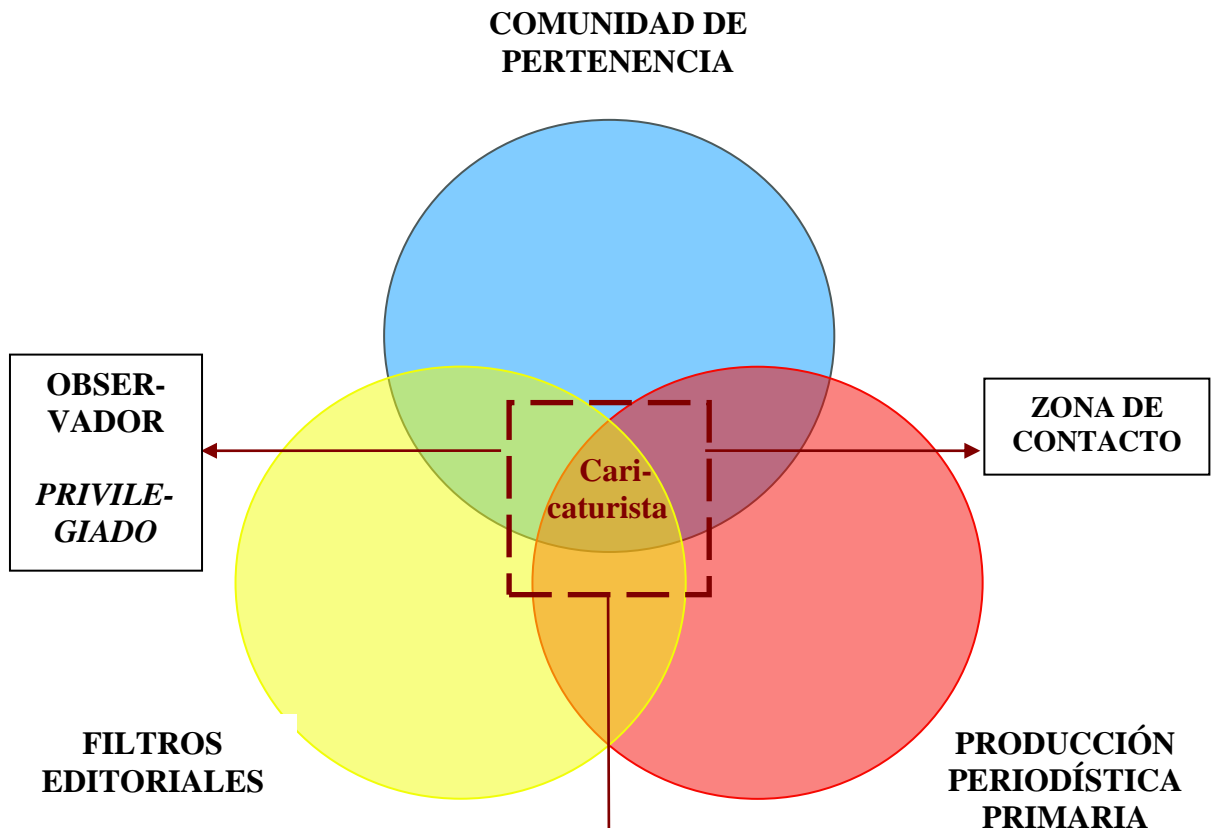 COMUNIDAD DE
PERTENENCIA
OBSER-
VADOR
PRIVILE-
GIADO
Cari-
caturista
ZONA DE
CONTACTO
FILTROS
EDITORIALES
PRODUCCIÓN
PERIODÍSTICA
PRIMARIA